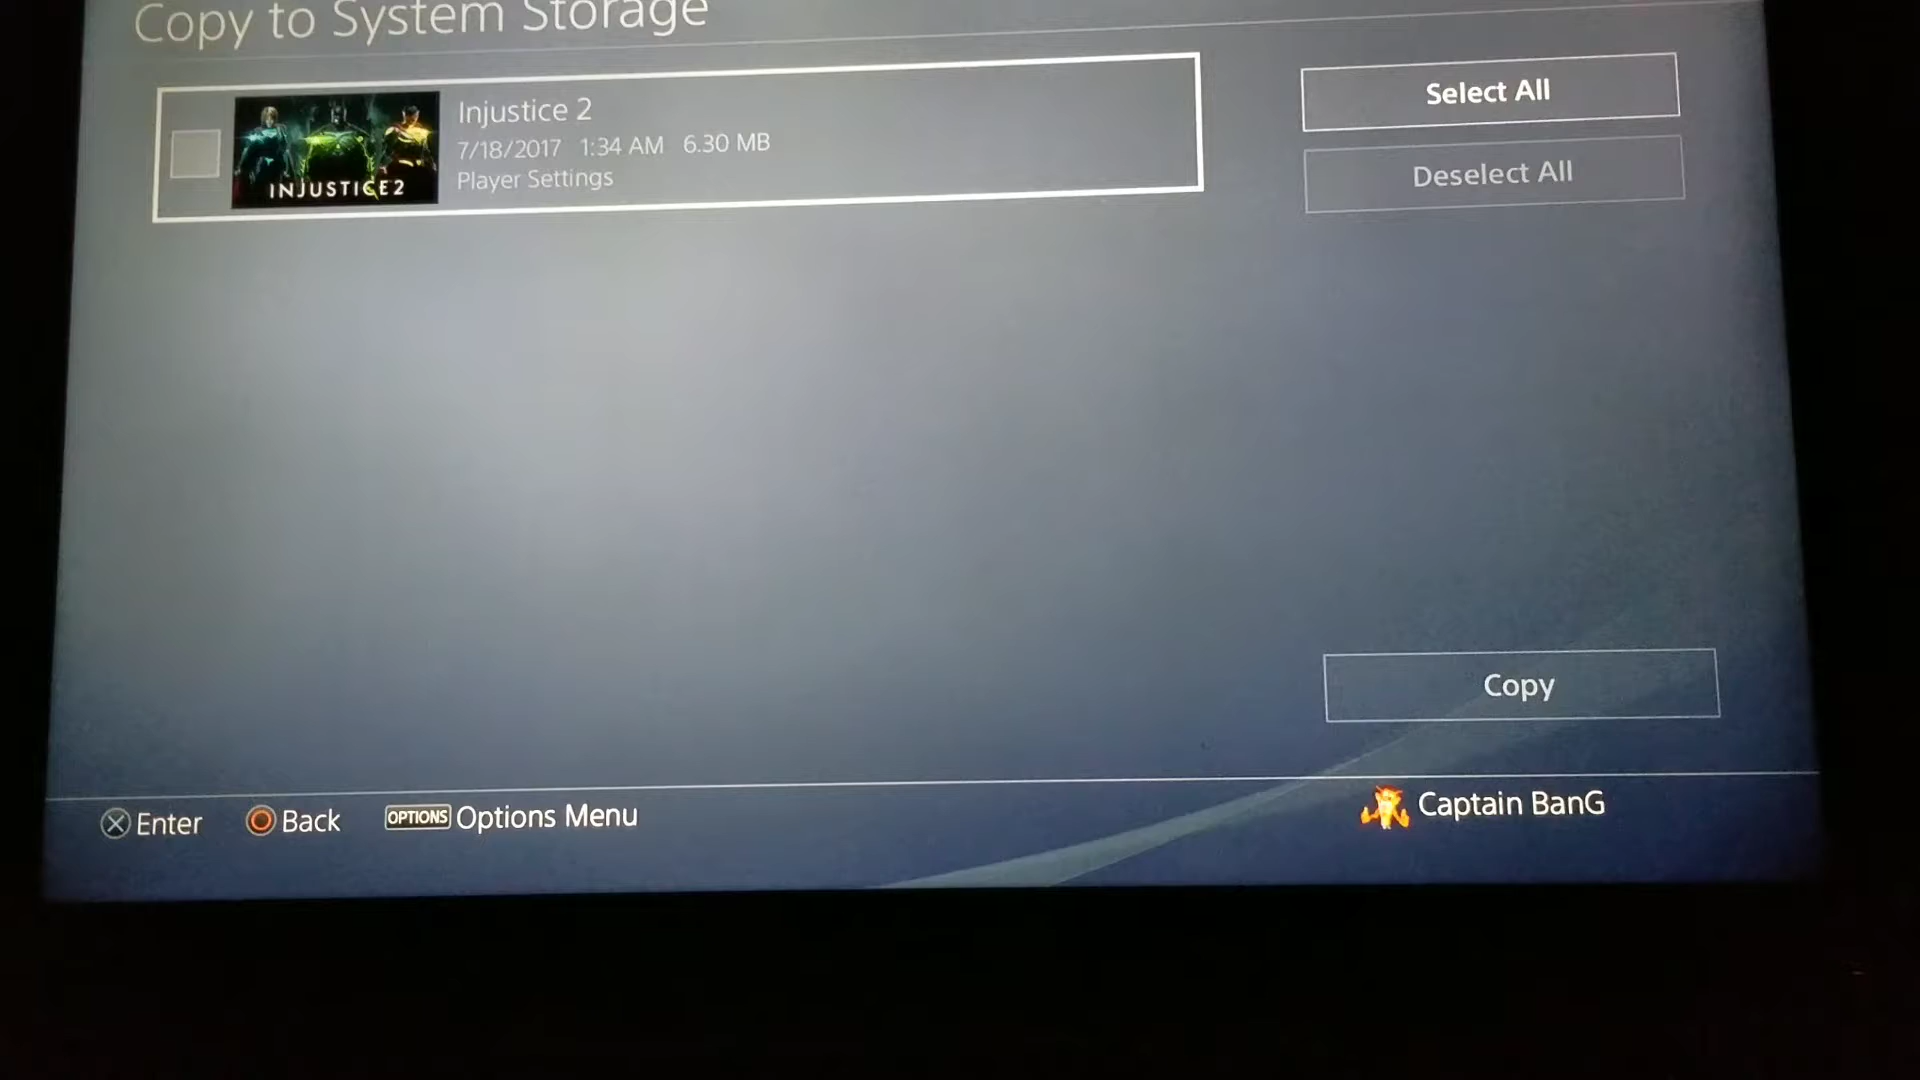 Copy to System Storage
Injustice 2
7/18/2017 1:34 AM 6.30 MB
Player Settings
INJUSTICE 2
Select All
Deselect All
Copy
Enter
Back
OPTIONS Options Menu
Captain BanG